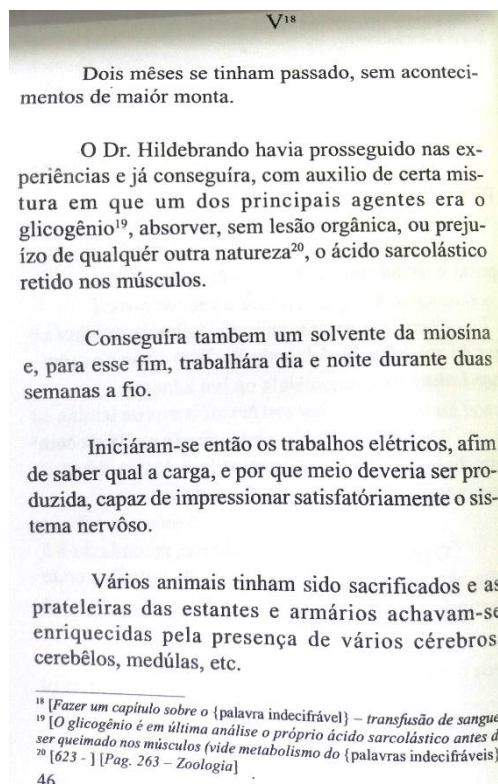 V¹⁸
Dois mêses se tinham passado, sem aconteci-
mentos de maiór monta.
O Dr. Hildebrando havia prosseguido nas ex-
periências e já conseguíra, com auxilio de certa mis-
tura em que um dos principais agentes era o
glicogênio¹⁹, absorver, sem lesão orgânica, ou preju-
ízo de qualquér outra natureza²⁰, o ácido sarcolástico
retido nos músculos.
Conseguíra tambem um solvente da miosína
e, para esse fim, trabalhára dia e noite durante duas
semanas a fio.
Iniciáram-se então os trabalhos elétricos, afim
de saber qual a carga, e por que meio deveria ser pro-
duzida, capaz de impressionar satisfatóriamente o sis-
tema nervôso.
Vários animais tinham sido sacrificados e as
prateleiras das estantes e armários achavam-se
enriquecidas pela presença de vários cérebros
cerebêlos, medúlas, etc.
¹⁸ [Fazer um capítulo sobre o {palavra indecifrável} – transfusão de sangue
¹⁹ [O glicogênio é em última análise o próprio ácido sarcolástico antes d
ser queimado nos músculos (vide metabolismo do {palavras indecifráveis}
²⁰ [623 - ] [Pag. 263 – Zoologia]
46